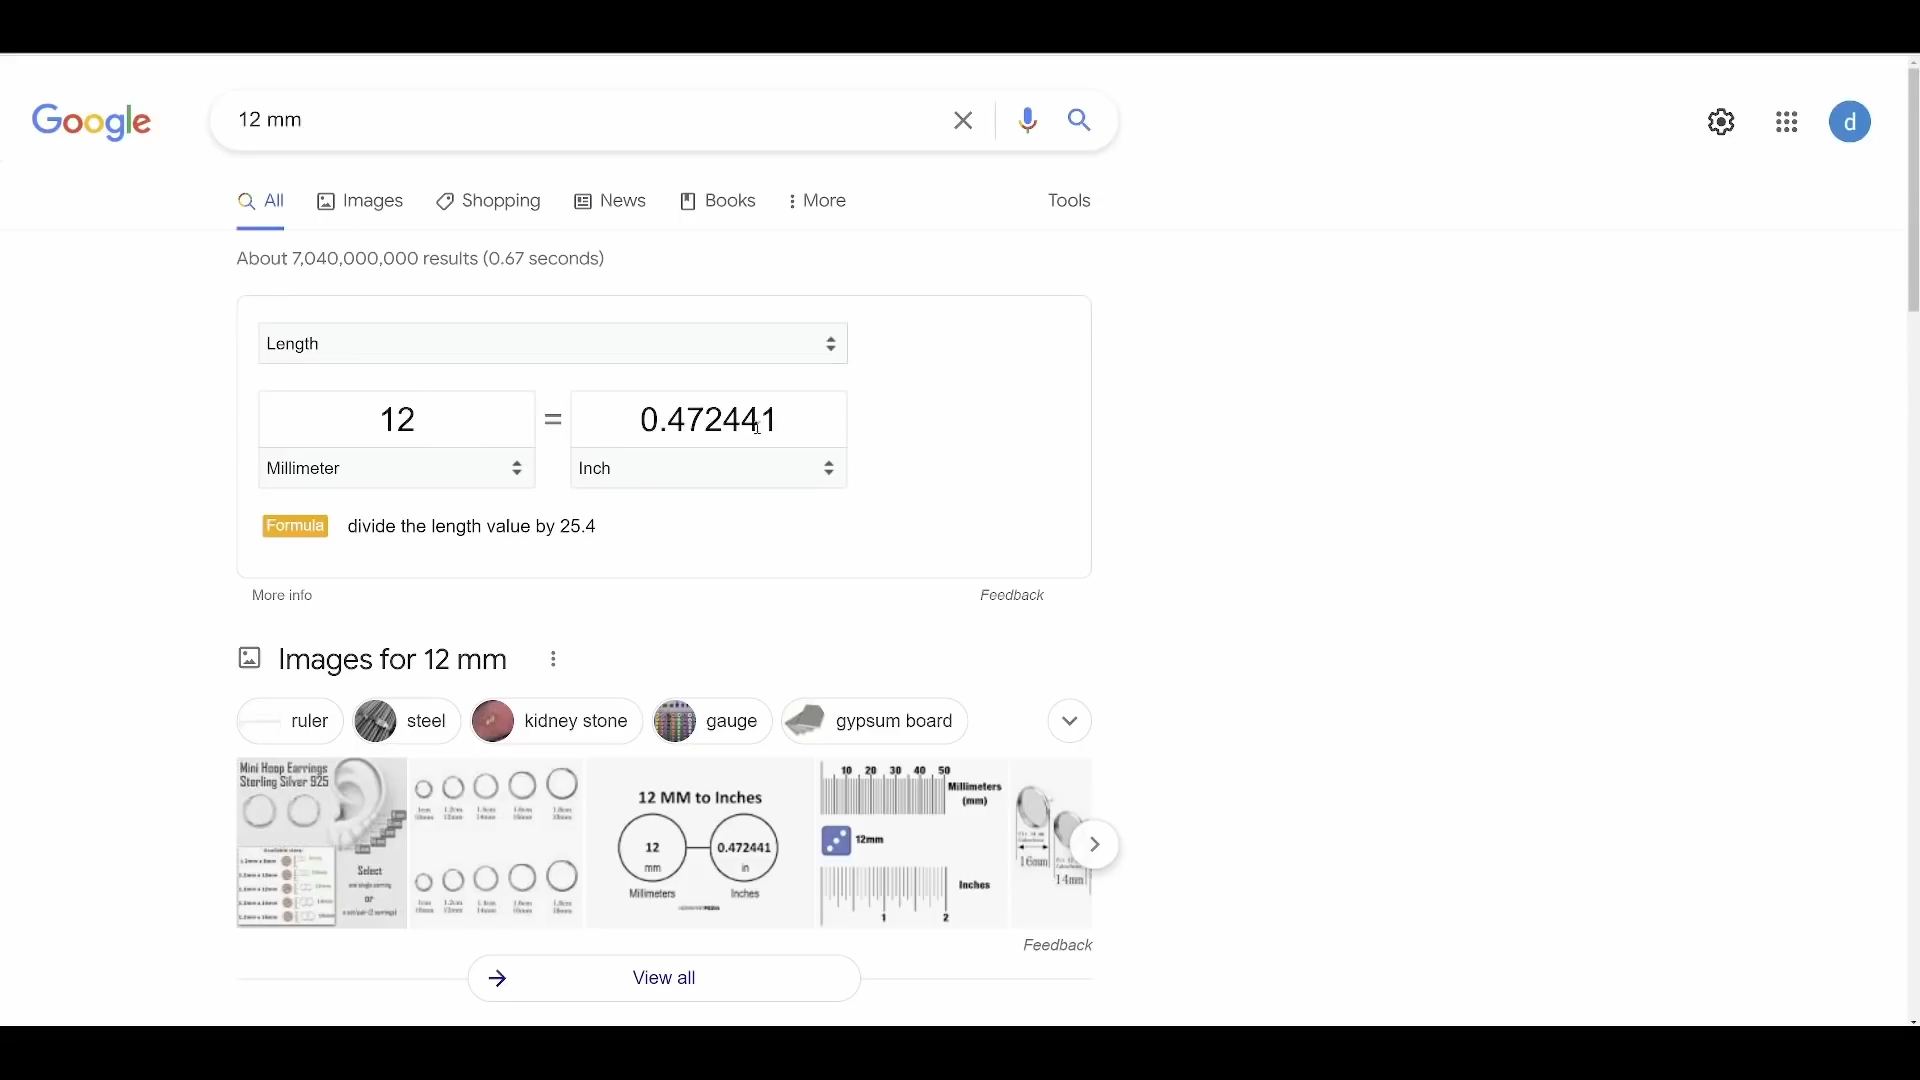 Google
12 mm
d
All
Images
Shopping
News
Books
More
Tools
About 7,040,000,000 results (0.67 seconds)
Length
12 = 0.472441
Millimeter
Inch
Formula divide the length value by 25.4
More info
Feedback
Images for 12 mm
ruler
steel
kidney stone
gauge
gypsum board
Mini Hoop Earrings
Sterling Silver 925
Select
or
12 MM to Inches
12
mm
Millimeters
0.472441
in
Inches
10 20 30 40 50
Millimeters
(mm)
12mm
Inches
1 2
16mm
14mm
Feedback
View all